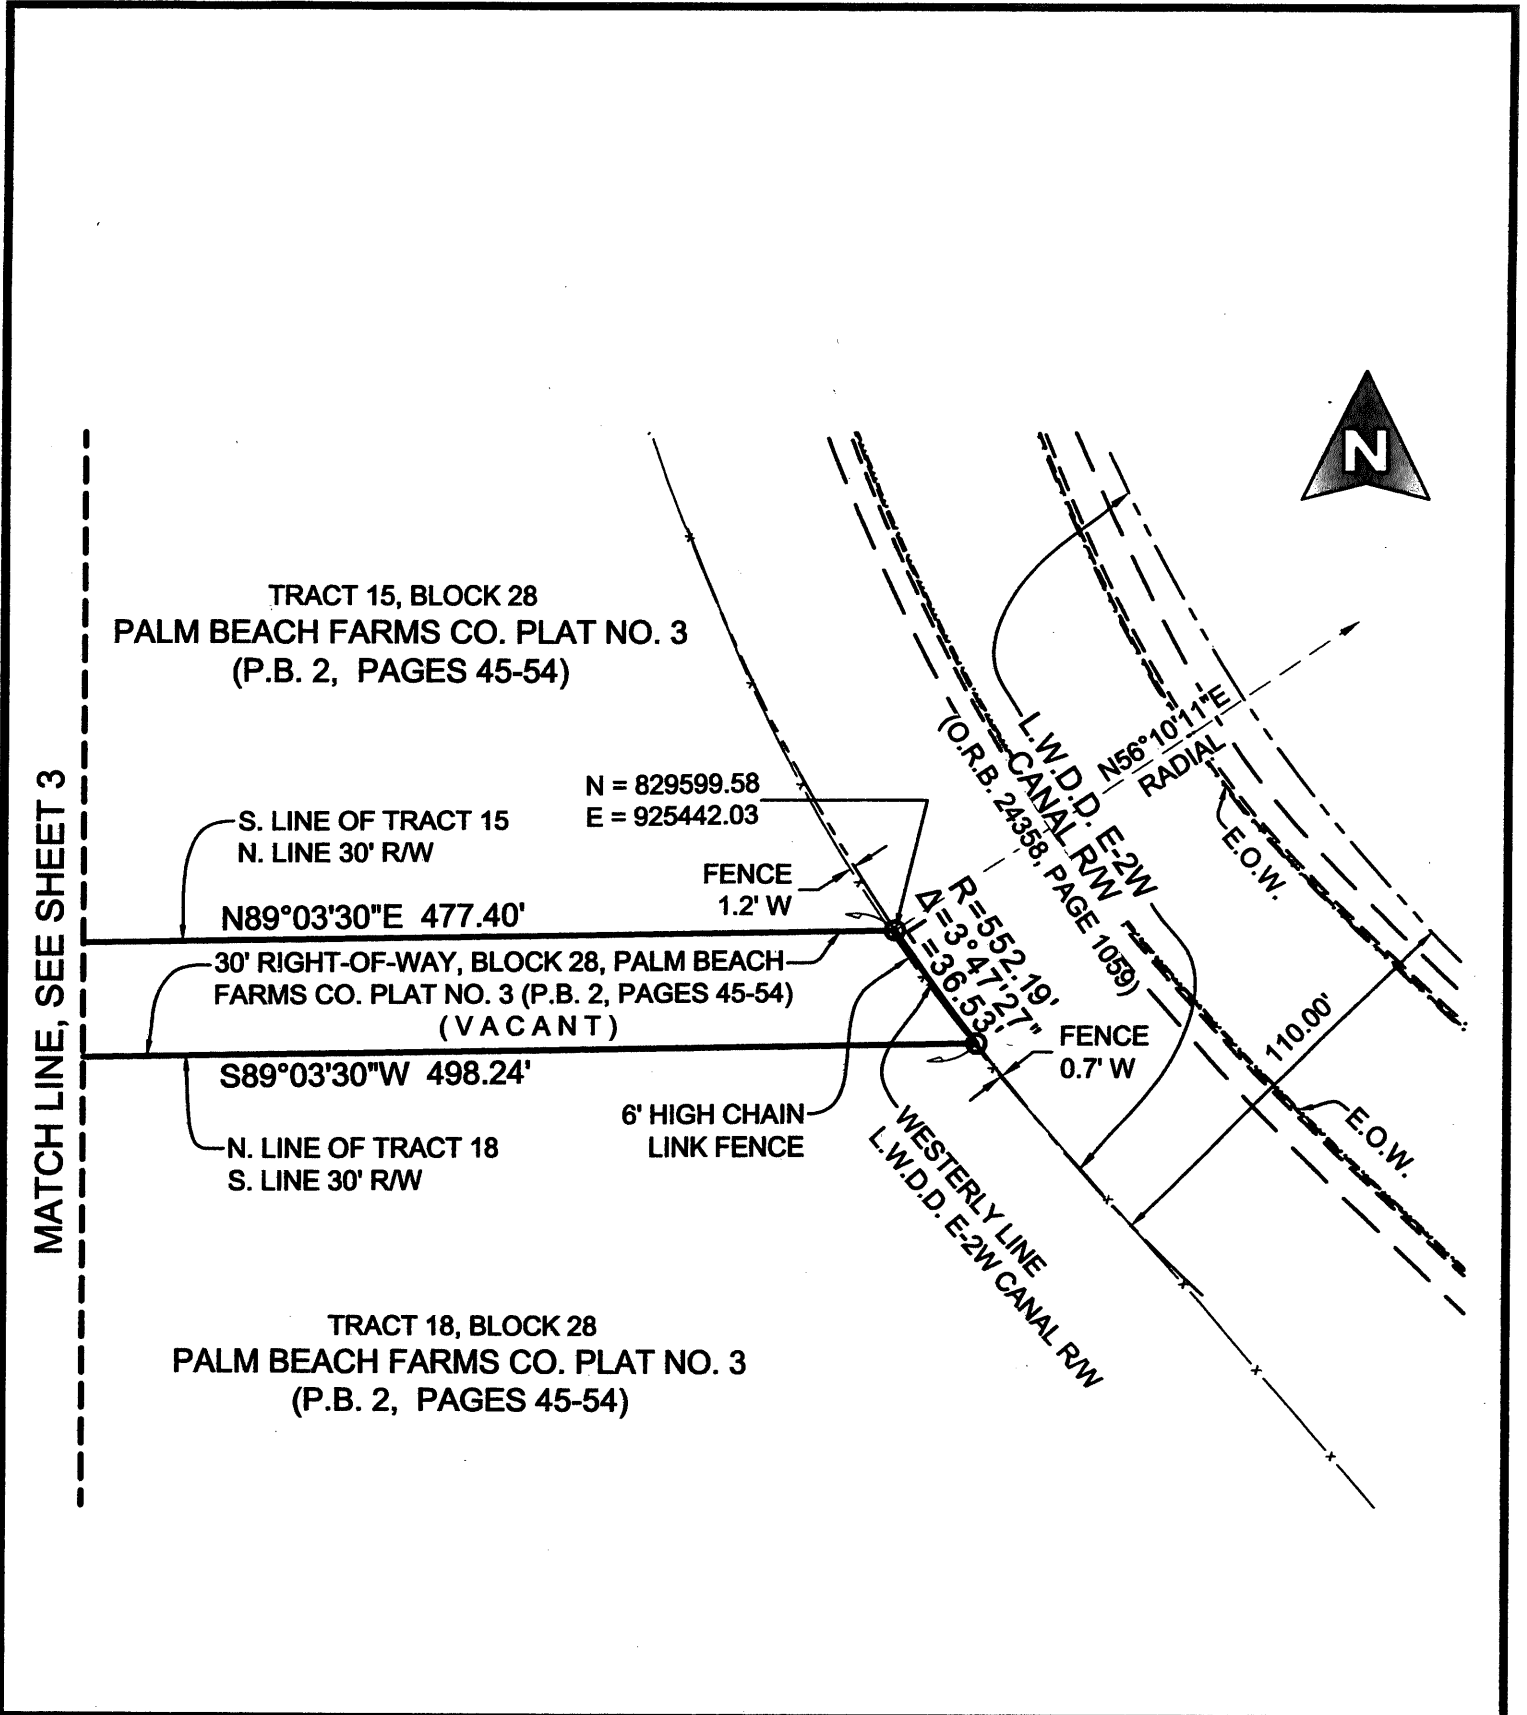 N
TRACT 15, BLOCK 28
PALM BEACH FARMS CO. PLAT NO. 3
(P.B. 2, PAGES 45-54)
MATCH LINE, SEE SHEET 3
N = 829599.58
E = 925442.03
S. LINE OF TRACT 15
N. LINE 30' R/W
FENCE
1.2' W
N89°03'30"E 477.40'
30' RIGHT-OF-WAY, BLOCK 28, PALM BEACH
FARMS CO. PLAT NO. 3 (P.B. 2, PAGES 45-54)
(VACANT)
S89°03'30"W 498.24'
N. LINE OF TRACT 18
S. LINE 30' R/W
6' HIGH CHAIN
LINK FENCE
R=552.19'
Δ=3°47'27"
L=36.53'
L.W.D.D. E-2W
CANAL R/W
(O.R.B. 24358, PAGE 1059)
N56°10'11"E
RADIAL
E.O.W.
FENCE
0.7' W
110.00'
E.O.W.
WESTERLY LINE
L.W.D.D. E-2W CANAL R/W
TRACT 18, BLOCK 28
PALM BEACH FARMS CO. PLAT NO. 3
(P.B. 2, PAGES 45-54)